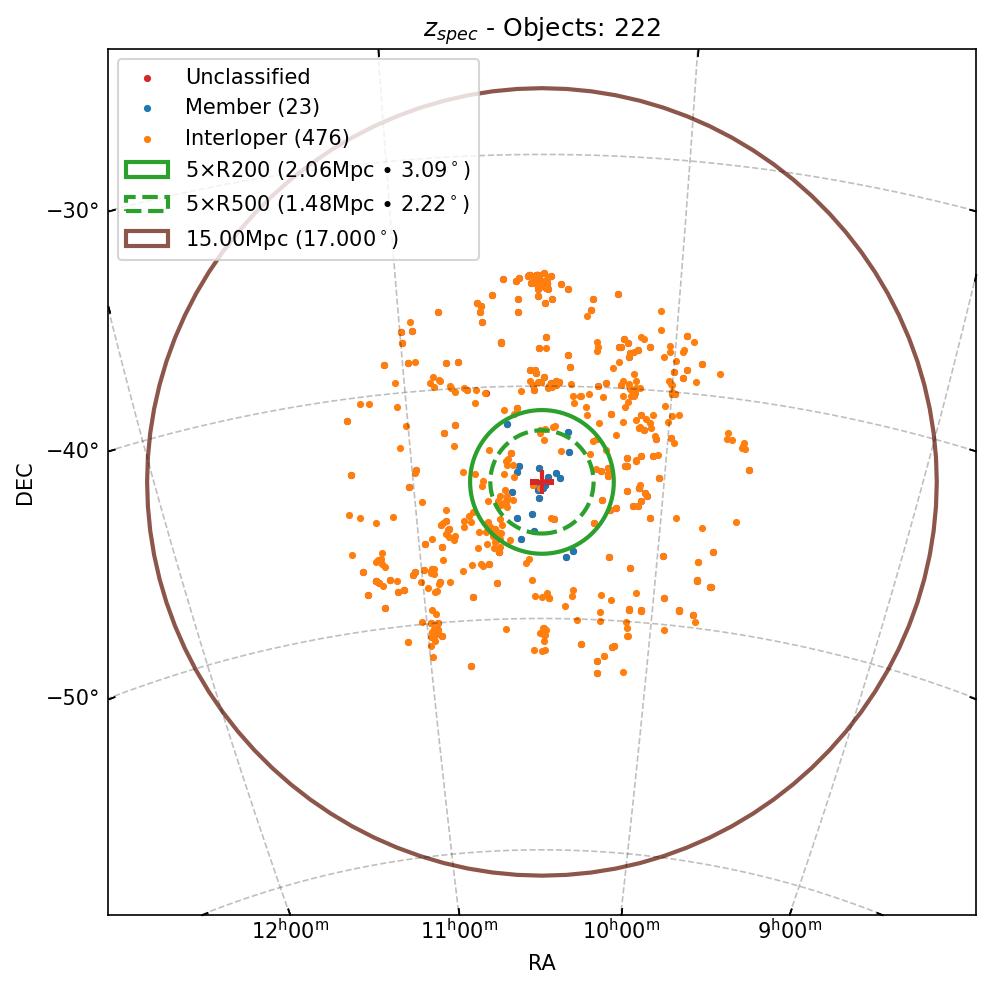 z_spec - Objects: 222
Unclassified
Member (23)
Interloper (476)
5×R200 (2.06Mpc • 3.09°)
5×R500 (1.48Mpc • 2.22°)
15.00Mpc (17.000°)
−30°
−40°
−50°
DEC
12h00m 11h00m 10h00m 9h00m
RA